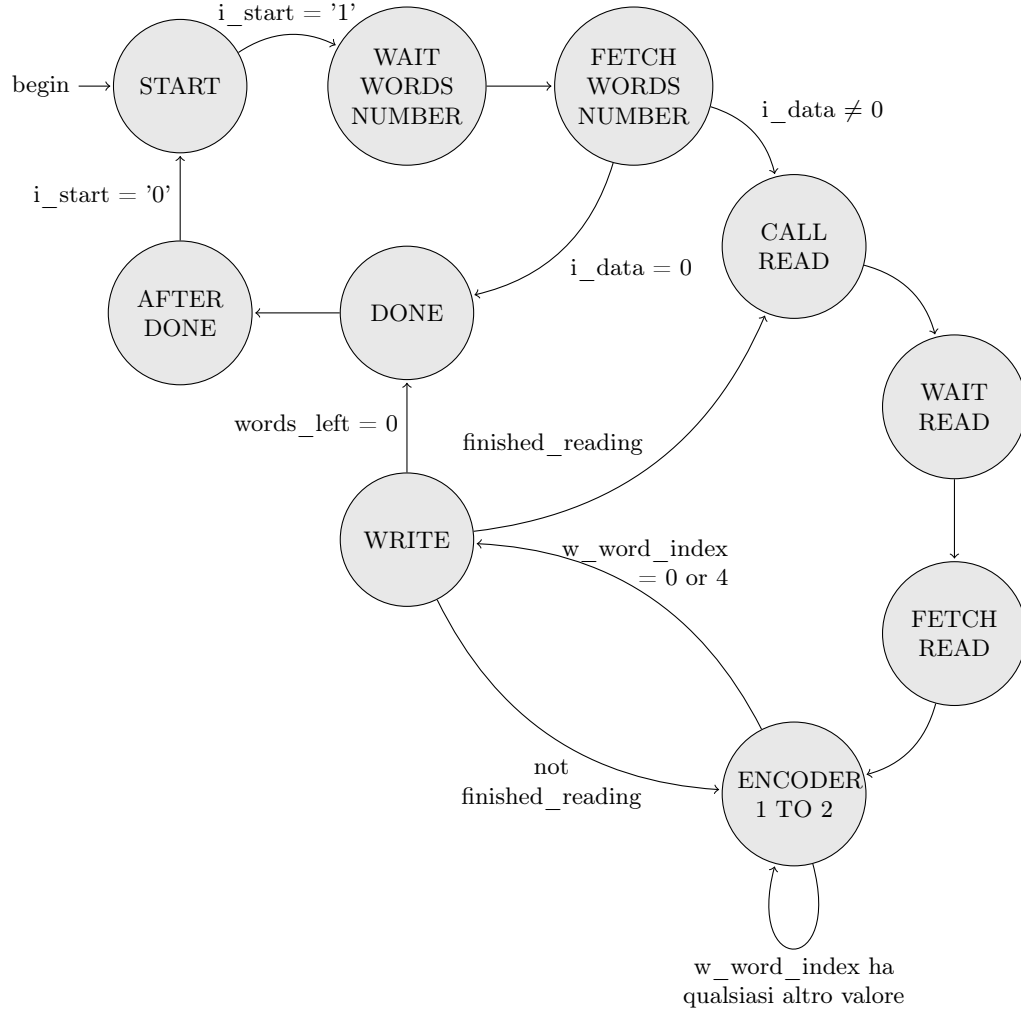 i_start = '1'
begin
START
WAIT
WORDS
NUMBER
FETCH
WORDS
NUMBER
i_data ≠ 0
i_start = '0'
CALL
READ
i_data = 0
AFTER
DONE
DONE
WAIT
READ
words_left = 0
finished_reading
WRITE
w_word_index
= 0 or 4
FETCH
READ
not
finished_reading
ENCODER
1 TO 2
w_word_index ha
qualsiasi altro valore